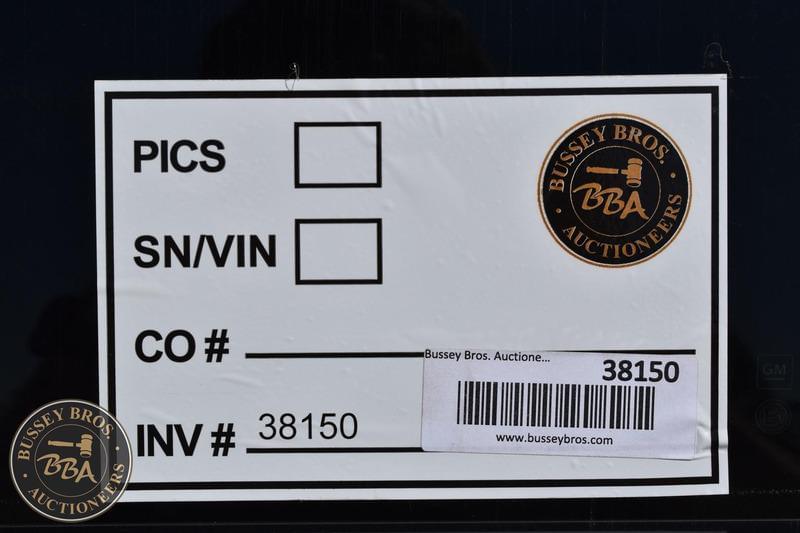 PICS
BUSSEY BROS.
BBA
AUCTIONEERS
SN/VIN
CO #
Bussey Bros. Auctione...
38150
www.busseybros.com
INV # 38150
GM
BUSSEY BROS.
BBA
AUCTIONEERS